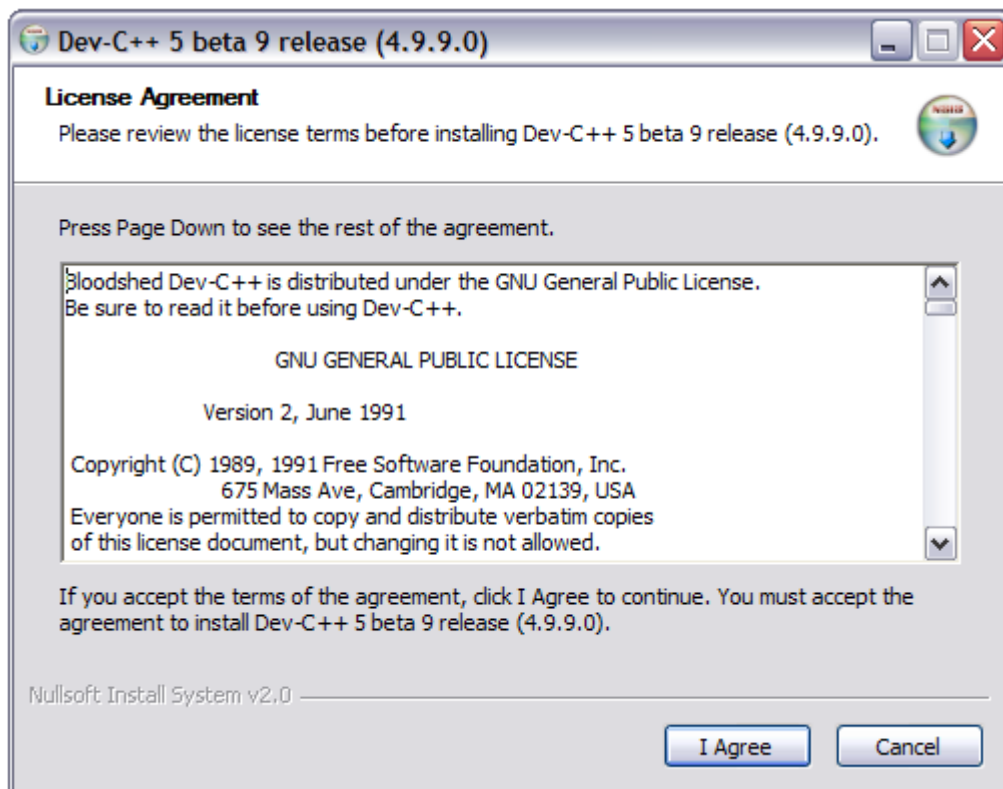 Dev-C++ 5 beta 9 release (4.9.9.0)
License Agreement
Please review the license terms before installing Dev-C++ 5 beta 9 release (4.9.9.0).
Press Page Down to see the rest of the agreement.
Bloodshed Dev-C++ is distributed under the GNU General Public License.
Be sure to read it before using Dev-C++.
GNU GENERAL PUBLIC LICENSE
Version 2, June 1991
Copyright (C) 1989, 1991 Free Software Foundation, Inc.
675 Mass Ave, Cambridge, MA 02139, USA
Everyone is permitted to copy and distribute verbatim copies
of this license document, but changing it is not allowed.
If you accept the terms of the agreement, click I Agree to continue. You must accept the
agreement to install Dev-C++ 5 beta 9 release (4.9.9.0).
Nullsoft Install System v2.0
I Agree
Cancel